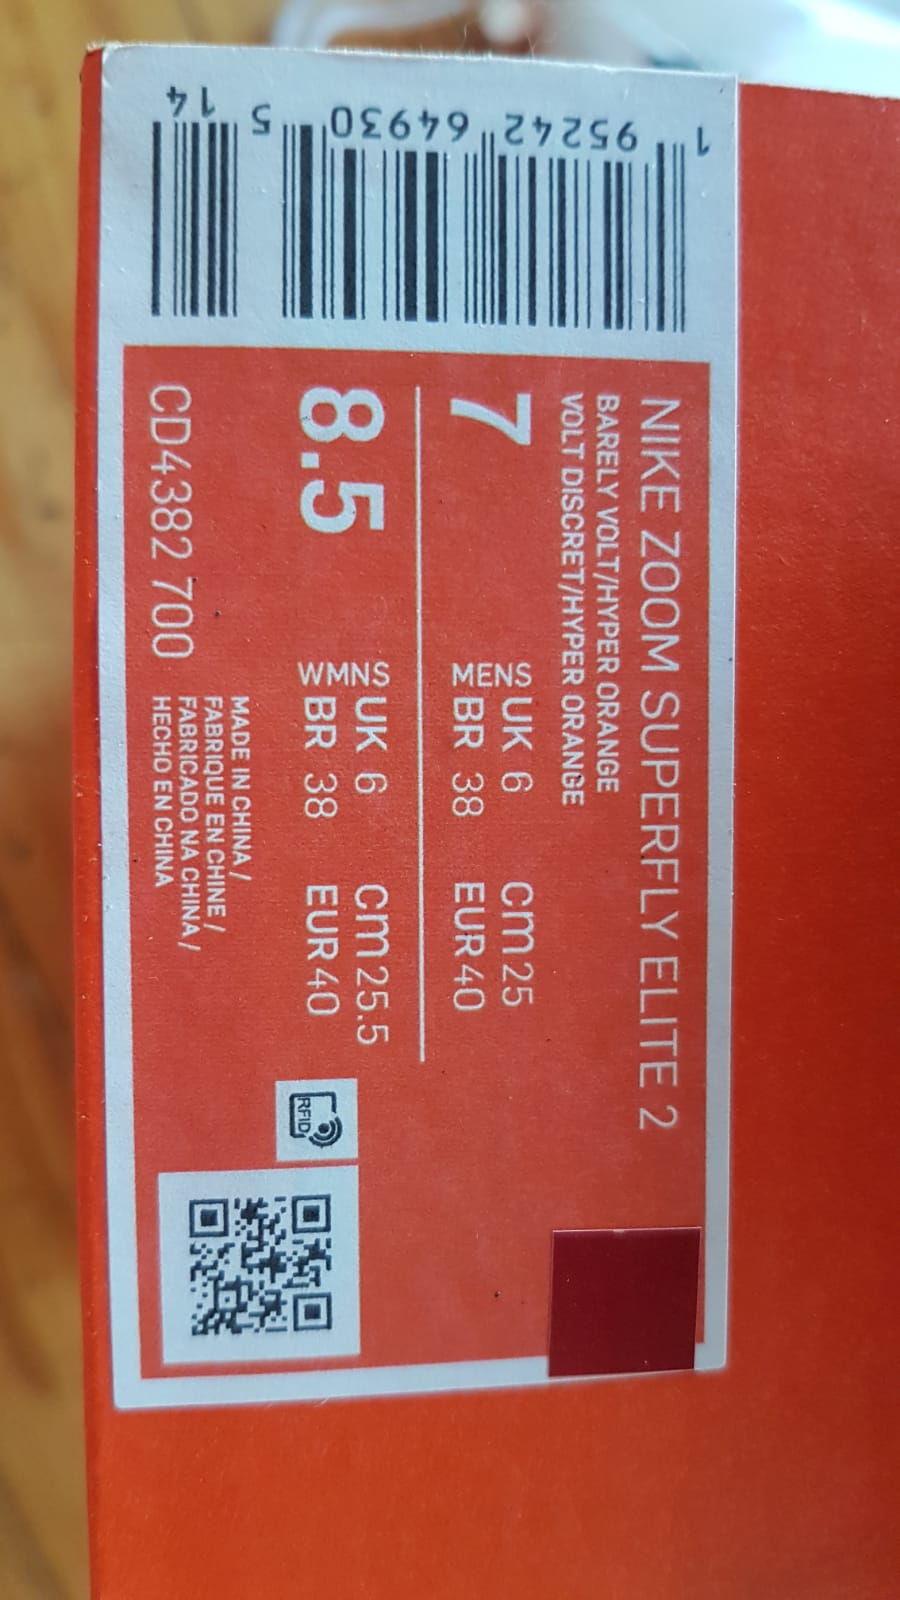 NIKE ZOOM SUPERFLY ELITE 2
BARELY VOLT/HYPER ORANGE
VOLT DISCRET/HYPER ORANGE
7
MENS
UK 6 cm 25
BR 38 EUR 40
8.5
WMNS
UK 6 cm 25.5
BR 38 EUR 40
CD4382 700
MADE IN CHINA /
FABRIQUE EN CHINE /
FABRICADO NA CHINA /
HECHO EN CHINA
RFID
1 95242 64930 5 14